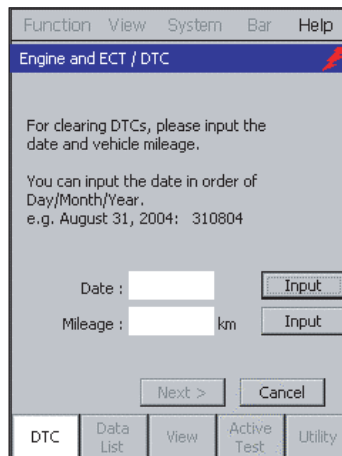 Function View System Bar Help
Engine and ECT / DTC
For clearing DTCs, please input the
date and vehicle mileage.
You can input the date in order of
Day/Month/Year.
e.g. August 31, 2004: 310804
Date : Input
Mileage : km Input
Next > Cancel
DTC Data List View Active Test Utility